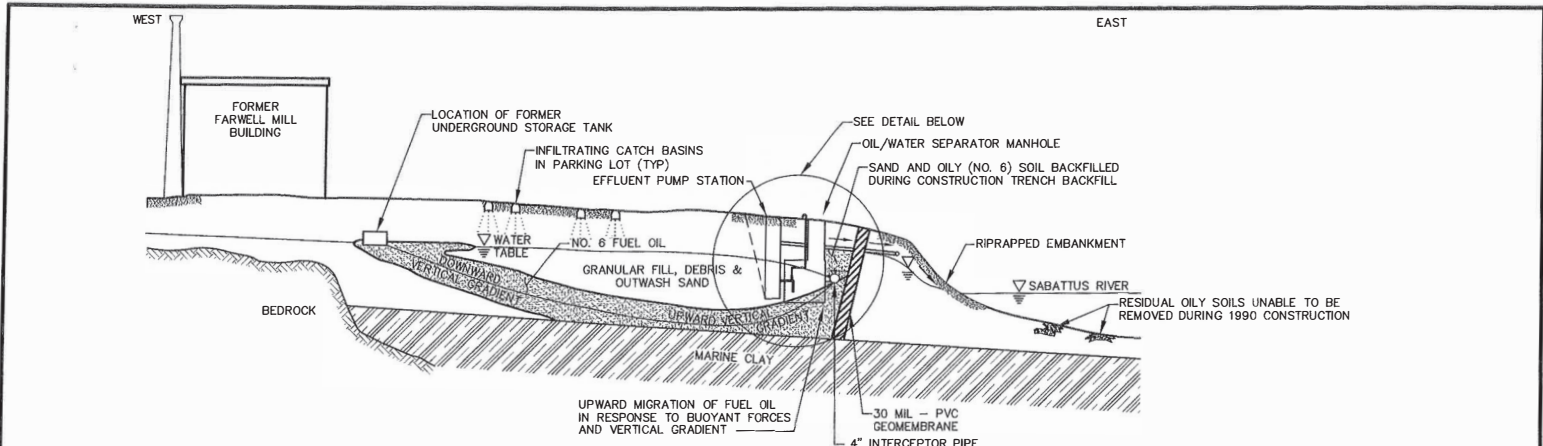 WEST
EAST
FORMER
FARWELL MILL
BUILDING
LOCATION OF FORMER
UNDERGROUND STORAGE TANK
INFILTRATING CATCH BASINS
IN PARKING LOT (TYP)
EFFLUENT PUMP STATION
SEE DETAIL BELOW
OIL/WATER SEPARATOR MANHOLE
SAND AND OILY (NO. 6) SOIL BACKFILLED
DURING CONSTRUCTION TRENCH BACKFILL
WATER
TABLE
NO. 6 FUEL OIL
GRANULAR FILL, DEBRIS &
OUTWASH SAND
DOWNWARD
VERTICAL GRADIENT
UPWARD VERTICAL
GRADIENT
RIPRAPPED EMBANKMENT
SABATTUS RIVER
RESIDUAL OILY SOILS UNABLE TO BE
REMOVED DURING 1990 CONSTRUCTION
BEDROCK
MARINE CLAY
UPWARD MIGRATION OF FUEL OIL
IN RESPONSE TO BUOYANT FORCES
AND VERTICAL GRADIENT
30 MIL - PVC
GEOMEMBRANE
4" INTERCEPTOR PIPE